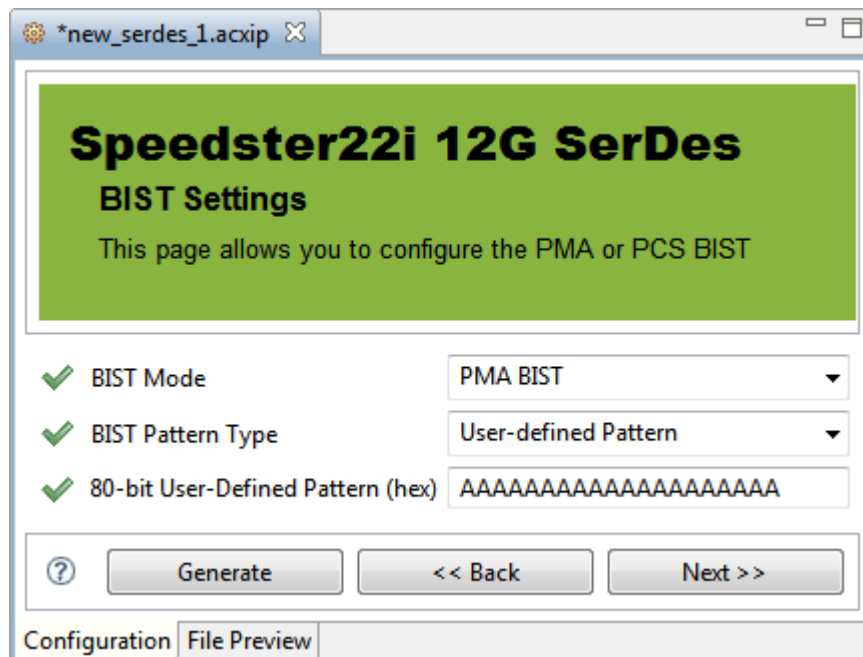 *new_serdes_1.acxip
Speedster22i 12G SerDes
BIST Settings
This page allows you to configure the PMA or PCS BIST
BIST Mode PMA BIST
BIST Pattern Type User-defined Pattern
80-bit User-Defined Pattern (hex) AAAAAAAAAAAAAAAAAAAA
Generate << Back Next >>
Configuration File Preview